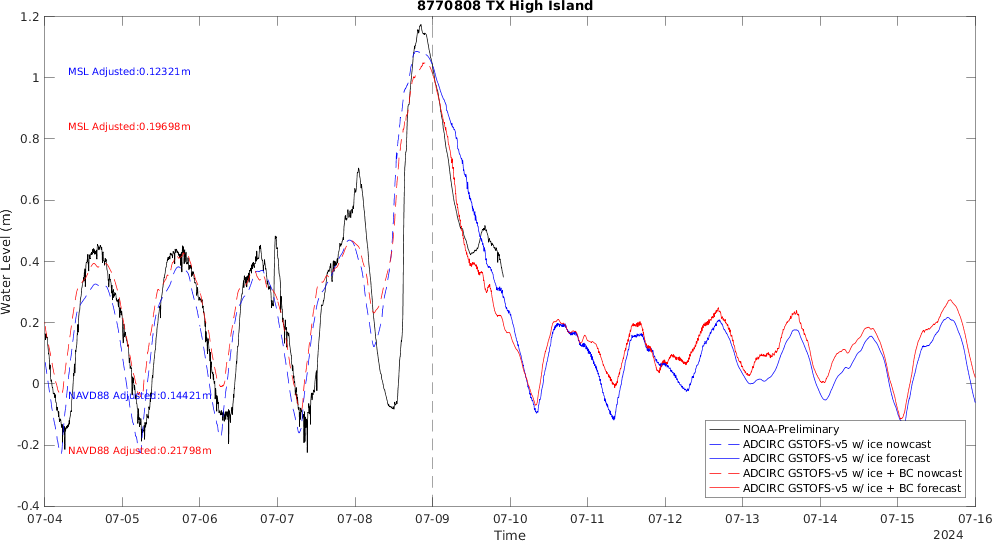 8770808 TX High Island
1.2
1
0.8
0.6
0.4
0.2
0
-0.2
-0.4
Water Level (m)
MSL Adjusted:0.12321m
MSL Adjusted:0.19698m
NAVD88 Adjusted:0.14421m
NAVD88 Adjusted:0.21798m
NOAA-Preliminary
ADCIRC GSTOFS-v5 w/ ice nowcast
ADCIRC GSTOFS-v5 w/ ice forecast
ADCIRC GSTOFS-v5 w/ ice + BC nowcast
ADCIRC GSTOFS-v5 w/ ice + BC forecast
07-04 07-05 07-06 07-07 07-08 07-09 07-10 07-11 07-12 07-13 07-14 07-15 07-16
Time
2024